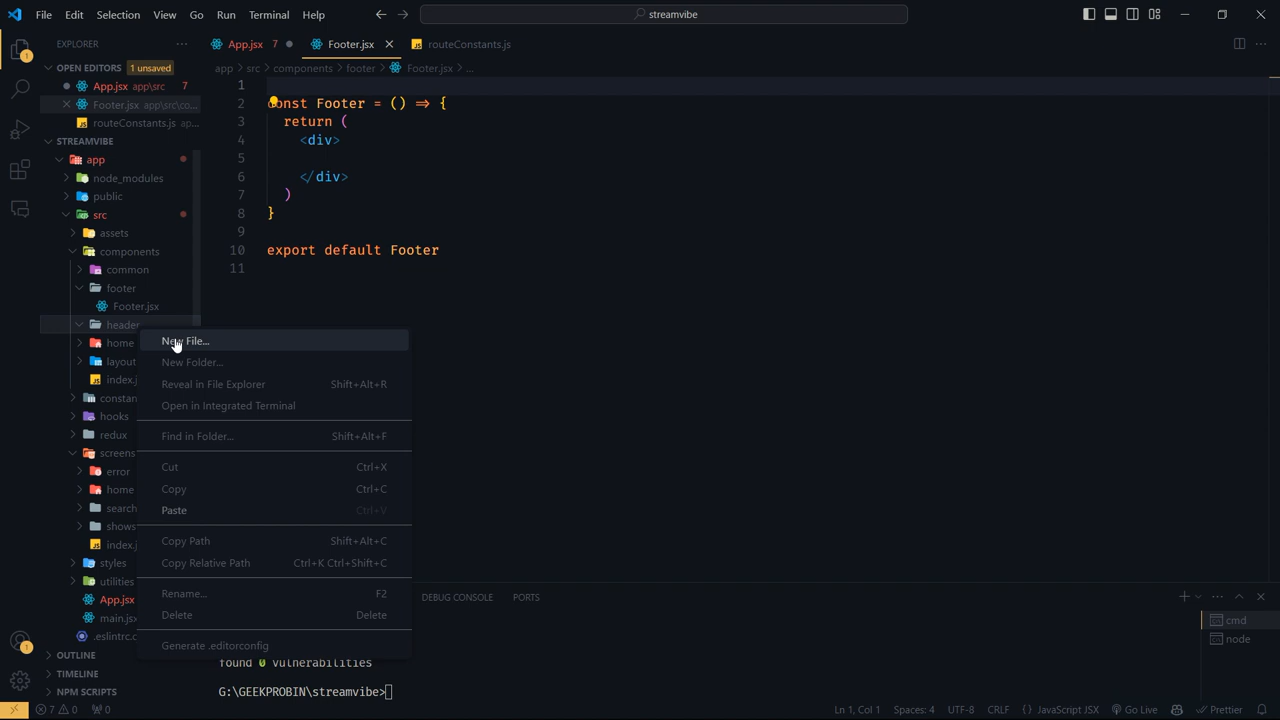 File Edit Selection View Go Run Terminal Help
streamvibe
EXPLORER
App.jsx 7
Footer.jsx
routeConstants.js
OPEN EDITORS 1 unsaved
App.jsx app\src 7
Footer.jsx app\src\co...
routeConstants.js ap...
STREAMVIBE
app
node_modules
public
src
assets
components
common
footer
Footer.jsx
header
home
layout
index.j
constan
hooks
redux
screens
error
home
search
shows
index.j
styles
utilities
App.jsx
main.jsx
.eslintrc.c
OUTLINE
TIMELINE
NPM SCRIPTS
app > src > components > footer > Footer.jsx > ...
1
2 const Footer = () => {
3 return (
4 <div>
5
6 </div>
7 )
8 }
9
10 export default Footer
11
New File...
New Folder...
Reveal in File Explorer Shift+Alt+R
Open in Integrated Terminal
Find in Folder... Shift+Alt+F
Cut Ctrl+X
Copy Ctrl+C
Paste Ctrl+V
Copy Path Shift+Alt+C
Copy Relative Path Ctrl+K Ctrl+Shift+C
Rename... F2
Delete Delete
Generate .editorconfig
DEBUG CONSOLE PORTS
cmd
node
found 0 vulnerabilities
G:\GEEKPROBIN\streamvibe>
7 0 0 Ln 1, Col 1 Spaces: 4 UTF-8 CRLF {} JavaScript JSX Go Live Prettier